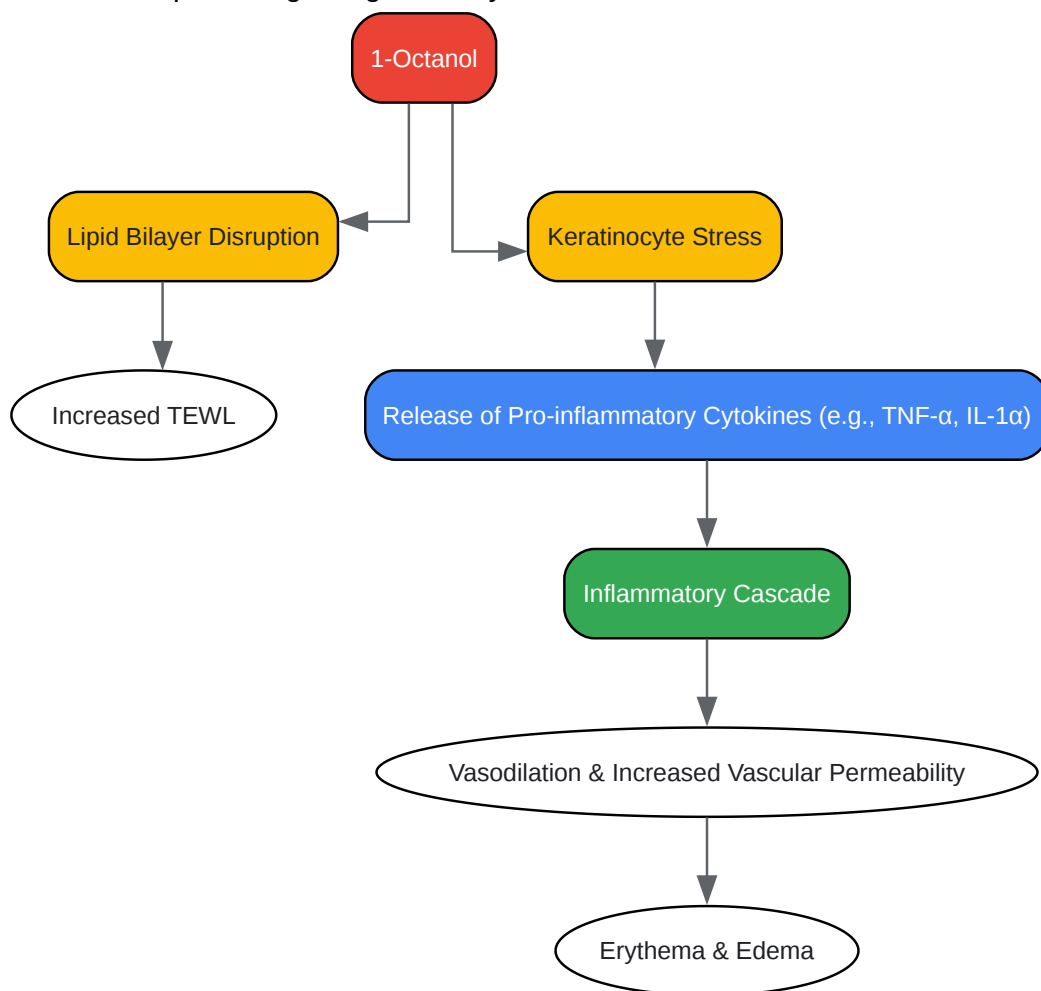 1-Octanol
Lipid Bilayer Disruption
Keratinocyte Stress
Increased TEWL
Release of Pro-inflammatory Cytokines (e.g., TNF-α, IL-1α)
Inflammatory Cascade
Vasodilation & Increased Vascular Permeability
Erythema & Edema